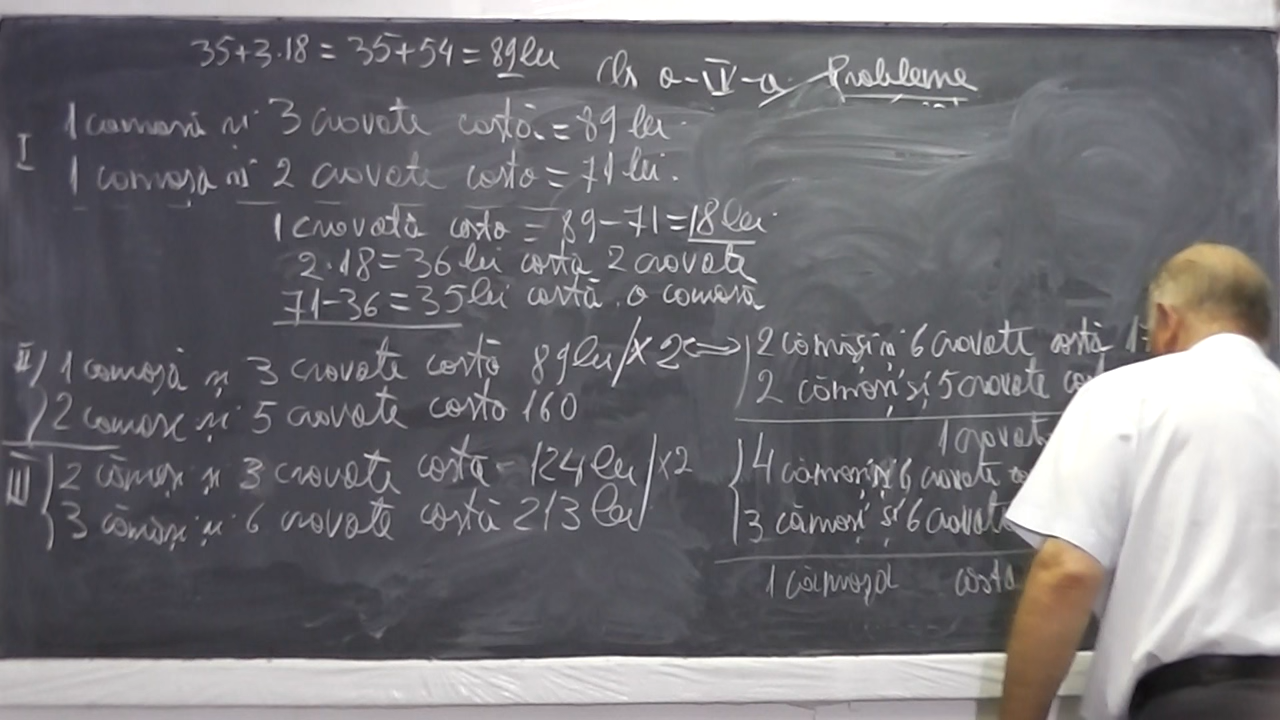 35+3·18 = 35+54 = 89 lei
cls a-IV-a Probleme
I
1 cămașă și 3 cravate costă = 89 lei.
1 cămașă și 2 cravate costă = 71 lei.
1 cravată costă = 89-71=18 lei
2·18=36 lei costă 2 cravate
71-36=35 lei costă o cămașă
II) 1 cămașă și 3 cravate costă 89 lei/×2 <=>
2 cămăși și 5 cravate costă 160
2 cămăși și 6 cravate costă 17
2 cămăși și 5 cravate
1 cravată
III 2 cămăși și 3 cravate costă = 124 lei/×2
3 cămăși și 6 cravate costă 213 lei
4 cămăși și 6 cravate
3 cămăși și 6 cravate
1 cămașă costă